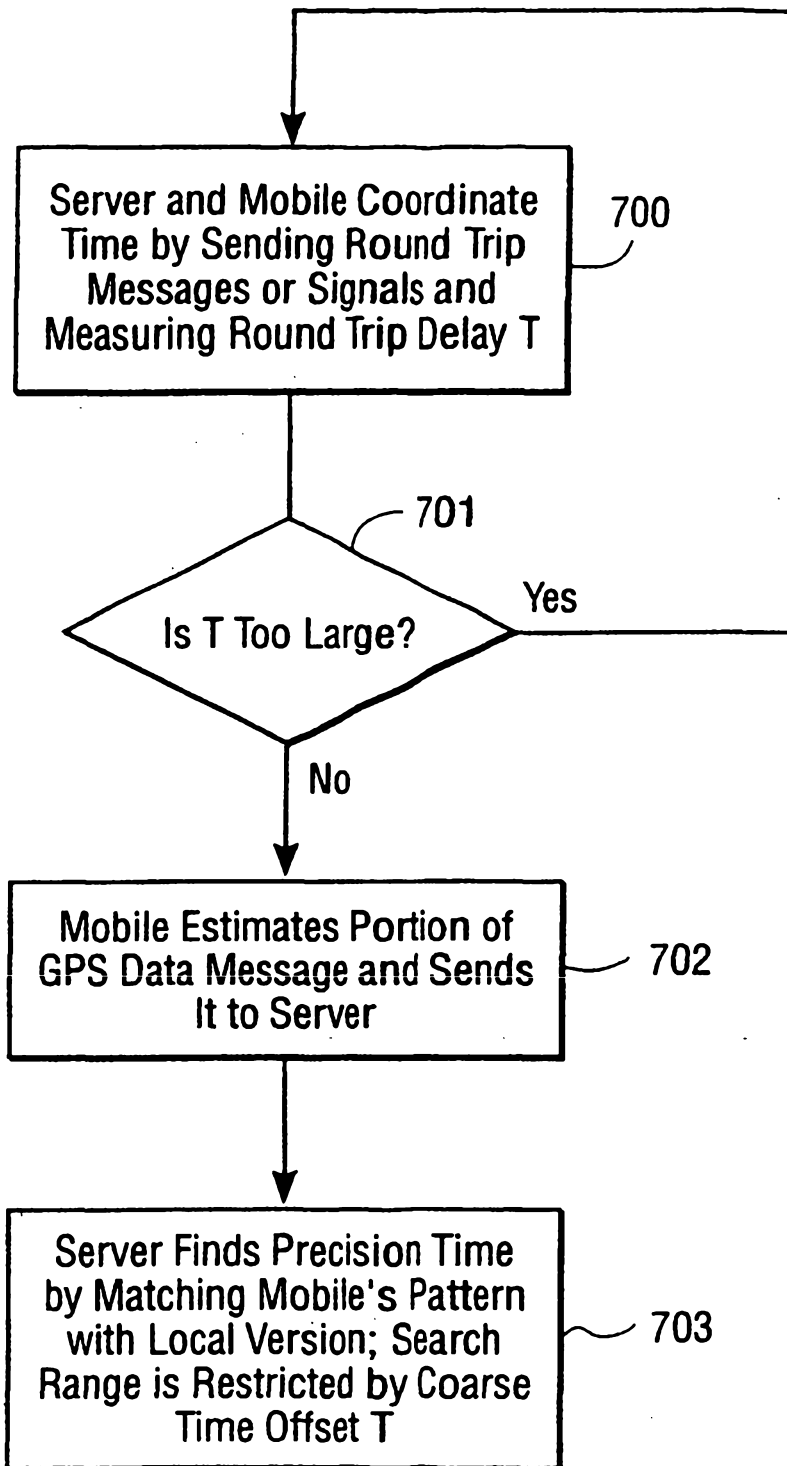 Server and Mobile Coordinate
Time by Sending Round Trip
Messages or Signals and
Measuring Round Trip Delay T
700
701
Is T Too Large?
Yes
No
Mobile Estimates Portion of
GPS Data Message and Sends
It to Server
702
Server Finds Precision Time
by Matching Mobile's Pattern
with Local Version; Search
Range is Restricted by Coarse
Time Offset T
703